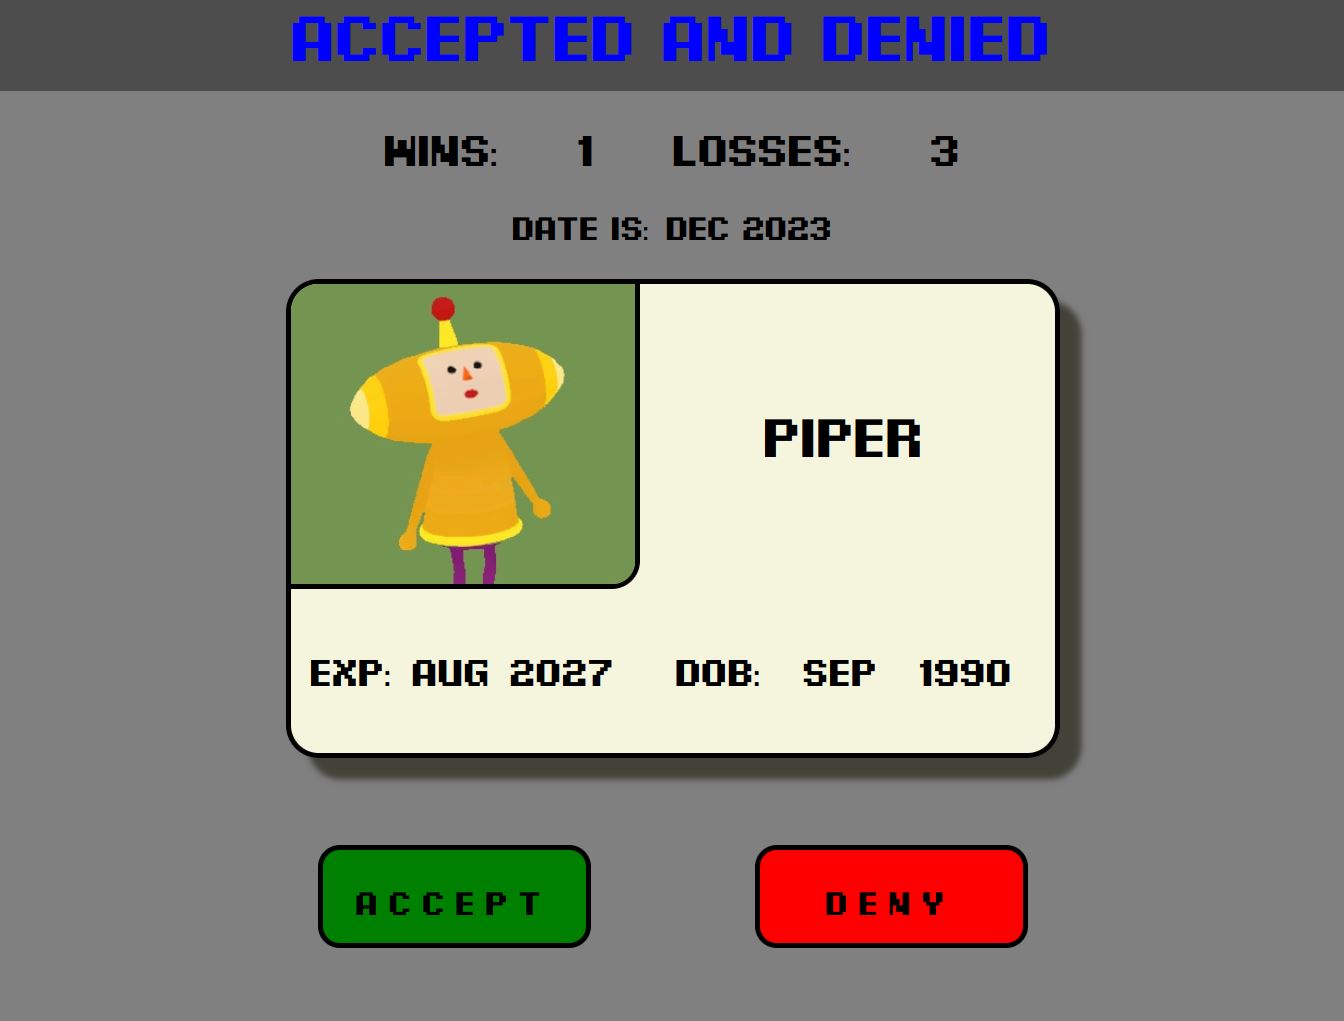 ACCEPTED AND DENIED
WINS: 1 LOSSES: 3
DATE IS: DEC 2023
PIPER
EXP: AUG 2027 DOB: SEP 1990
ACCEPT DENY